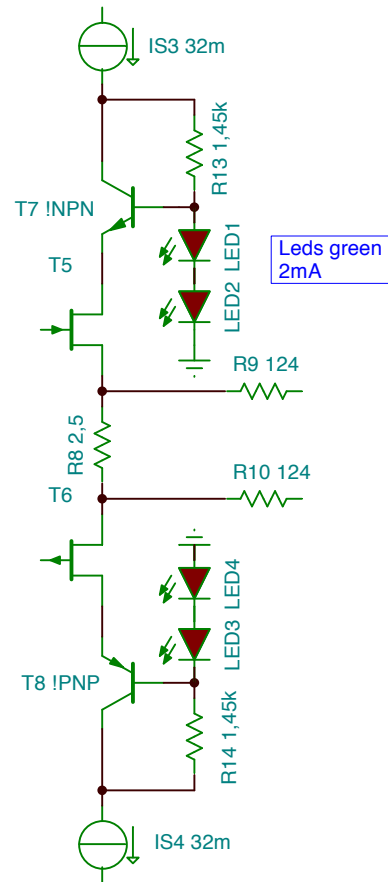 IS3 32m
R13 1,45k
T7 !NPN
LED1
T5
Leds green
2mA
LED2
R9 124
R8 2,5
R10 124
T6
LED4
LED3
T8 !PNP
R14 1,45k
IS4 32m